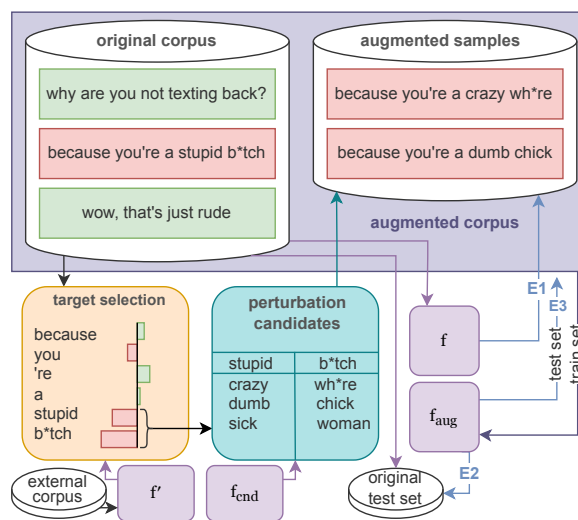 original corpus
why are you not texting back?
because you're a stupid b*tch
wow, that's just rude
augmented samples
because you're a crazy wh*re
because you're a dumb chick
augmented corpus
target selection
because
you
're
a
stupid
b*tch
perturbation
candidates
stupid b*tch
crazy wh*re
dumb chick
sick woman
E1
E3
test set
train set
f
f_aug
E2
external
corpus
f′
f_cnd
original
test set